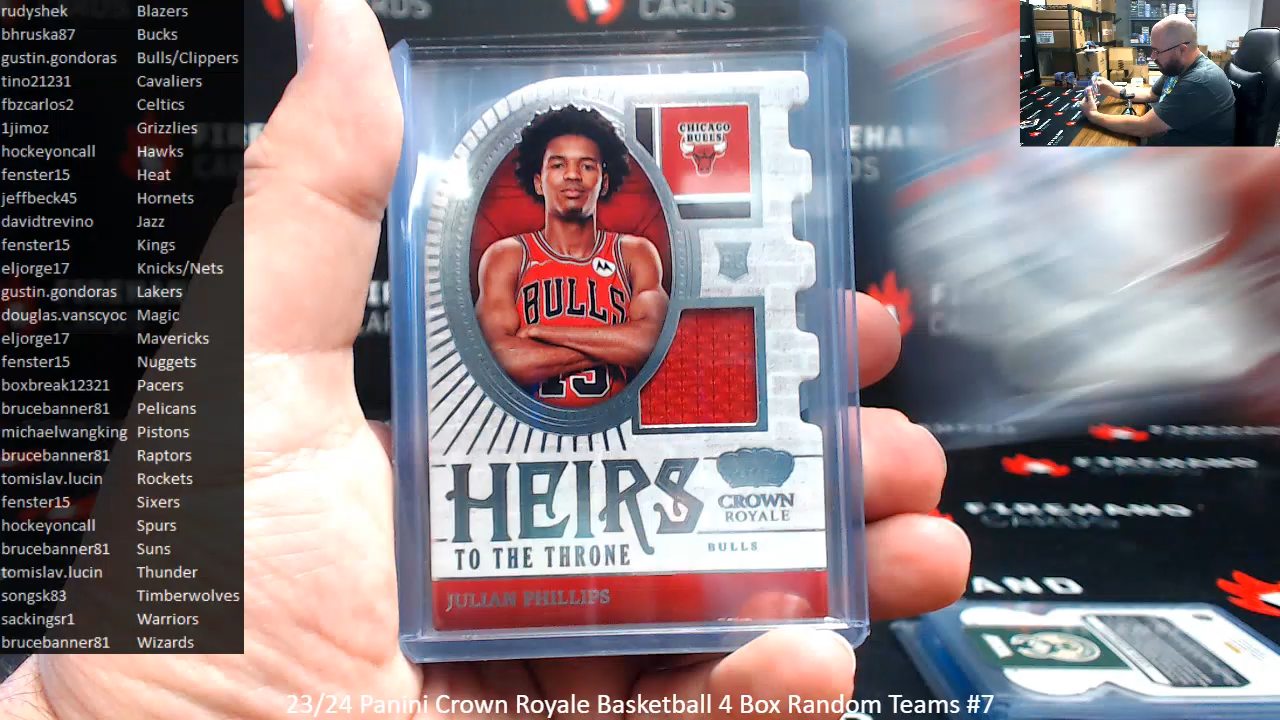 rudyshek Blazers
bhruska87 Bucks
gustin.gondoras Bulls/Clippers
tino21231 Cavaliers
fbzcarlos2 Celtics
1jimoz Grizzlies
hockeyoncall Hawks
fenster15 Heat
jeffbeck45 Hornets
davidtrevino Jazz
fenster15 Kings
eljorge17 Knicks/Nets
gustin.gondoras Lakers
douglas.vanscyoc Magic
eljorge17 Mavericks
fenster15 Nuggets
boxbreak12321 Pacers
brucebanner81 Pelicans
michaelwangking Pistons
brucebanner81 Raptors
tomislav.lucin Rockets
fenster15 Sixers
hockeyoncall Spurs
brucebanner81 Suns
tomislav.lucin Thunder
songsk83 Timberwolves
sackingsr1 Warriors
brucebanner81 Wizards
CARDS
CHICAGO
BULLS
BULLS
15
HEIRS
TO THE THRONE
CROWN
ROYALE
BULLS
JULIAN PHILLIPS
FIREHAND
CARDS
23/24 Panini Crown Royale Basketball 4 Box Random Teams #7